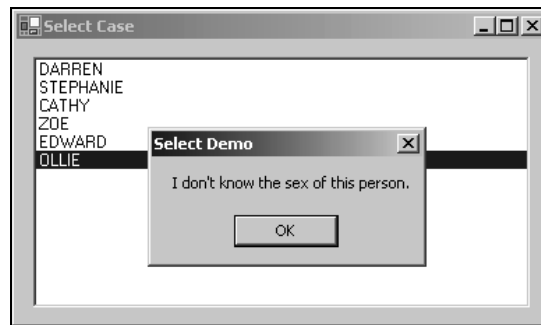 Select Case
DARREN
STEPHANIE
CATHY
ZOE
EDWARD
OLLIE
Select Demo
I don't know the sex of this person.
OK